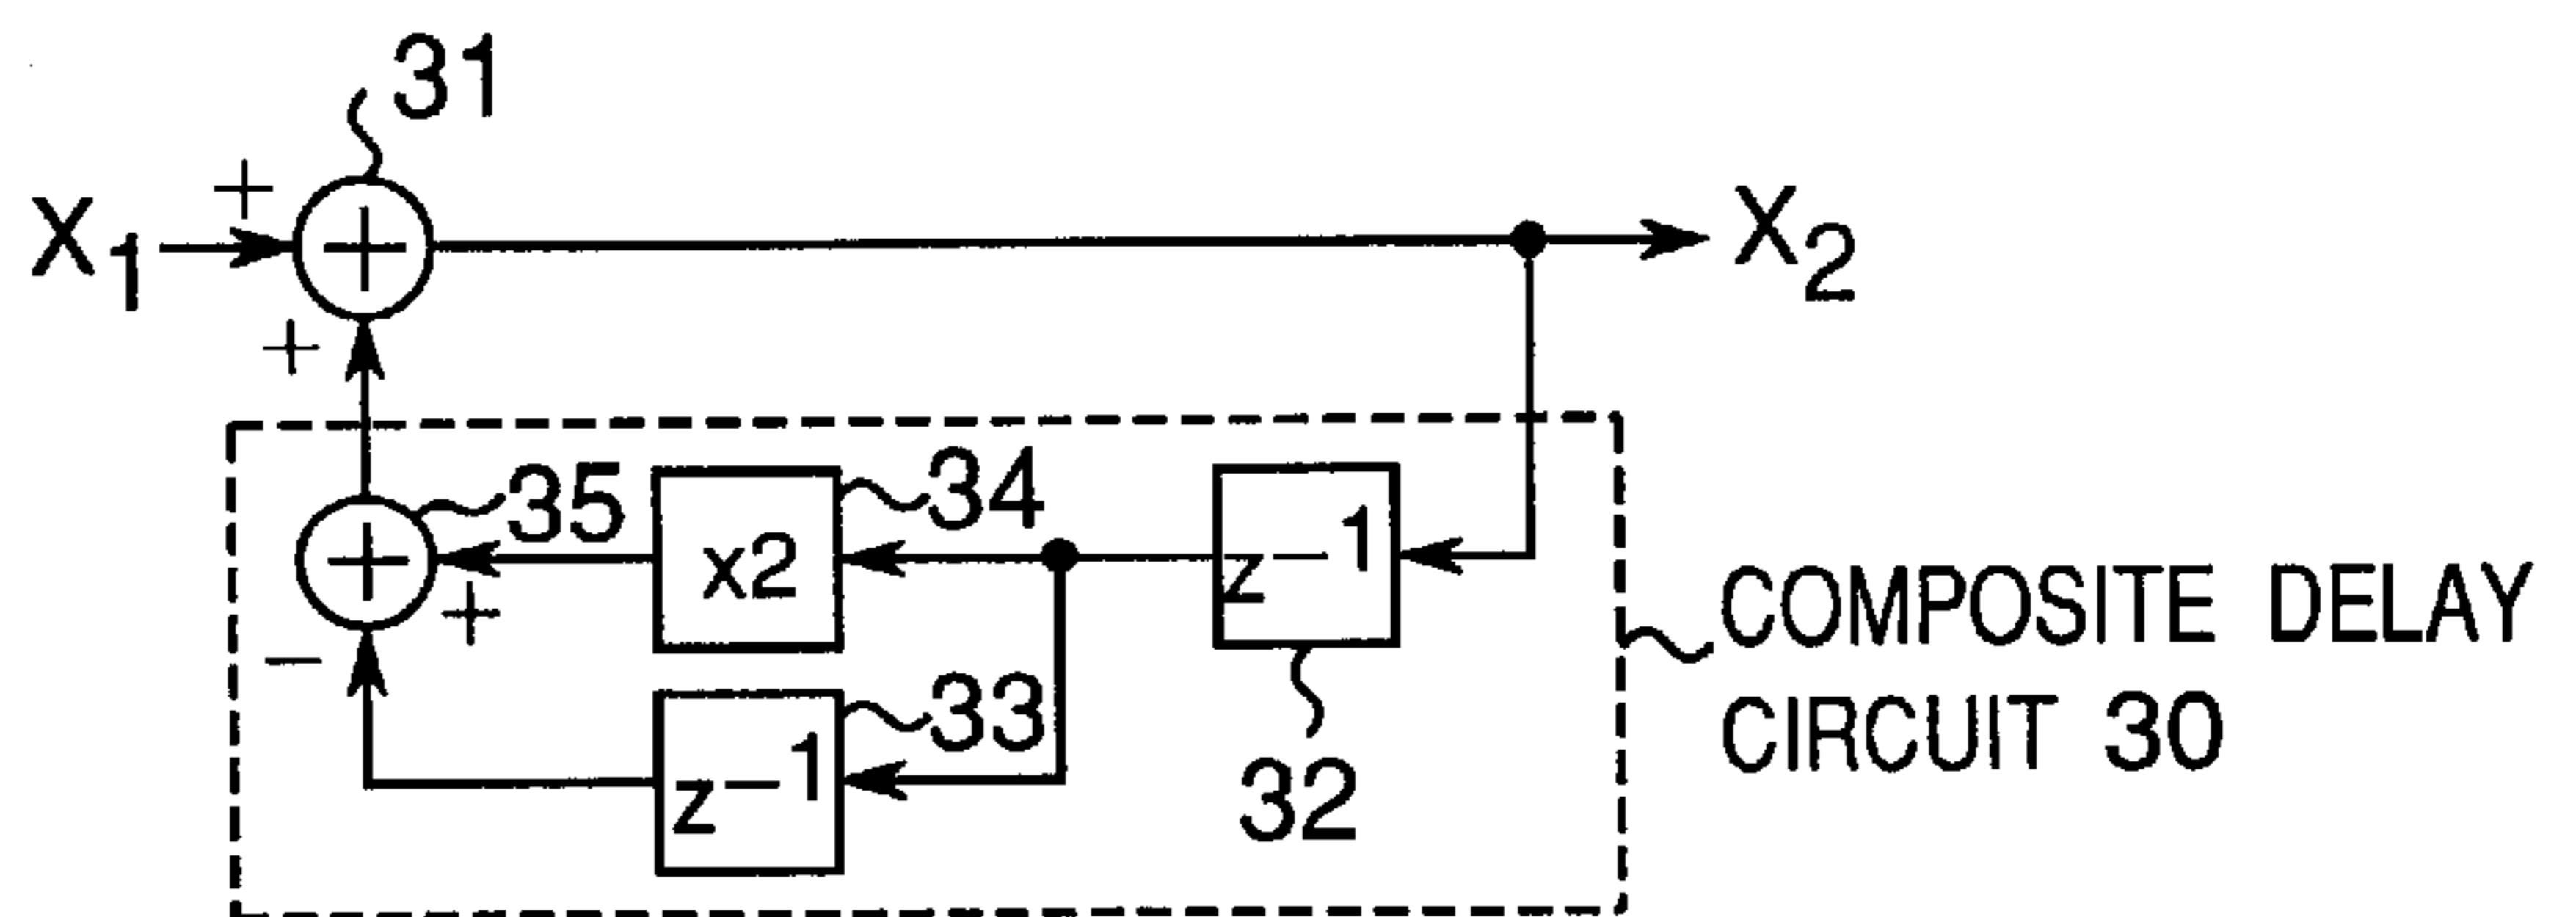 31
+
X₁
+
X₂
+
+
35
x2
34
z⁻¹
+
+
−
z⁻¹
33
32
COMPOSITE DELAY
CIRCUIT 30